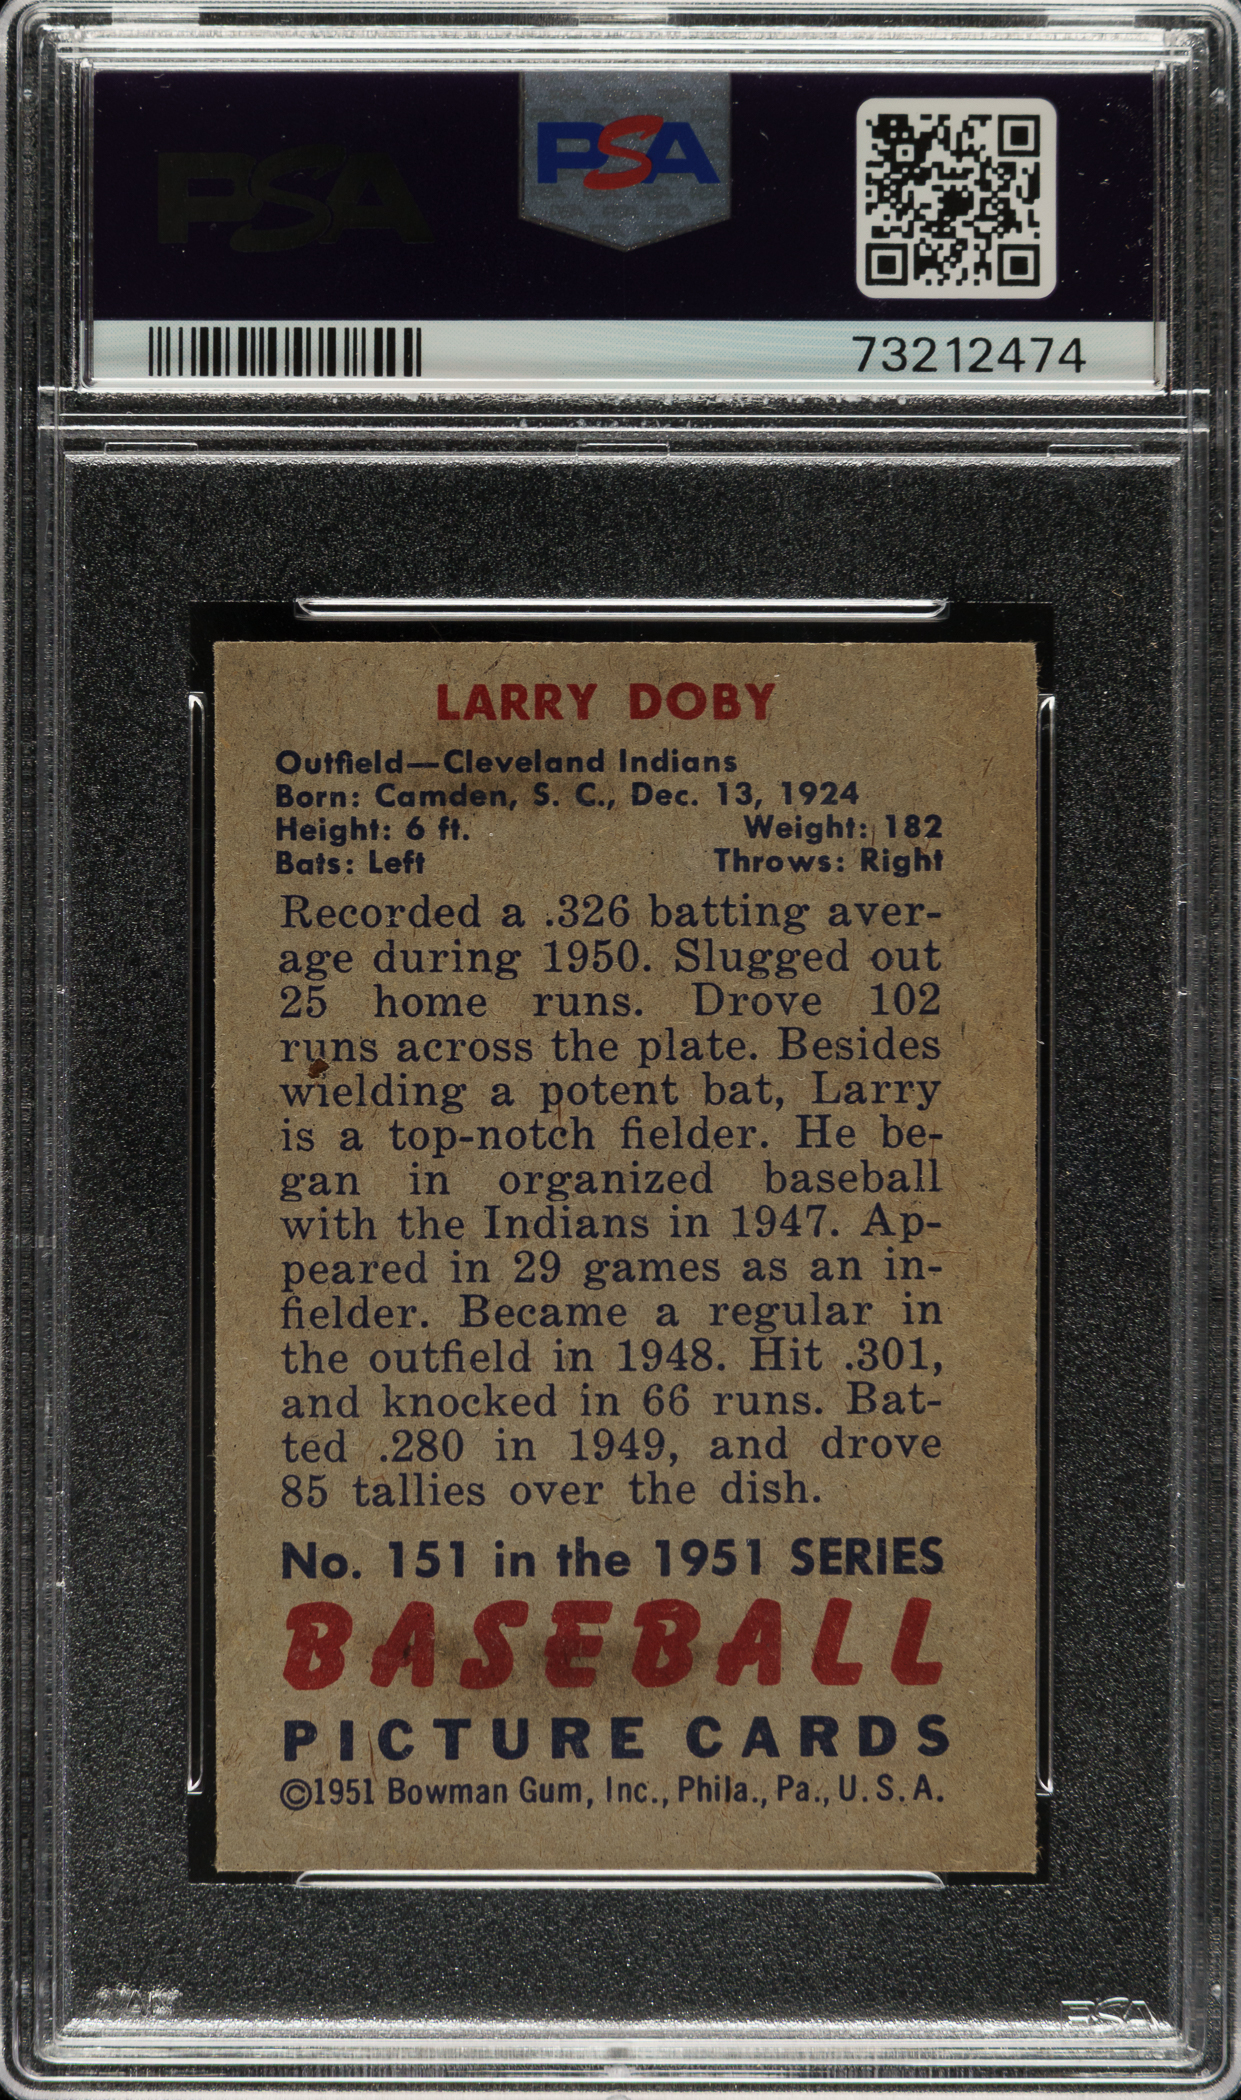 PSA
PSA
73212474
LARRY DOBY
Outfield—Cleveland Indians
Born: Camden, S. C., Dec. 13, 1924
Height: 6 ft. Weight: 182
Bats: Left Throws: Right
Recorded a .326 batting aver-
age during 1950. Slugged out
25 home runs. Drove 102
runs across the plate. Besides
wielding a potent bat, Larry
is a top-notch fielder. He be-
gan in organized baseball
with the Indians in 1947. Ap-
peared in 29 games as an in-
fielder. Became a regular in
the outfield in 1948. Hit .301,
and knocked in 66 runs. Bat-
ted .280 in 1949, and drove
85 tallies over the dish.
No. 151 in the 1951 SERIES
BASEBALL
PICTURE CARDS
©1951 Bowman Gum, Inc., Phila., Pa., U. S. A.
PSA